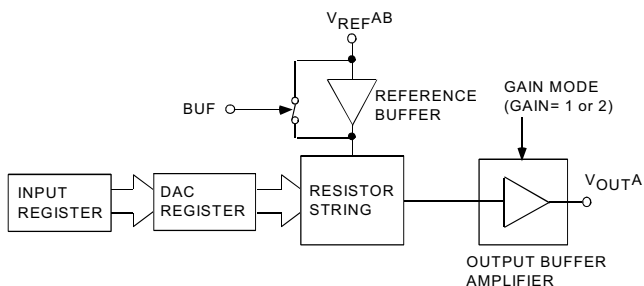 VREFAB
BUF
REFERENCE
BUFFER
GAIN MODE
(GAIN= 1 or 2)
INPUT
REGISTER
DAC
REGISTER
RESISTOR
STRING
VOUTA
OUTPUT BUFFER
AMPLIFIER